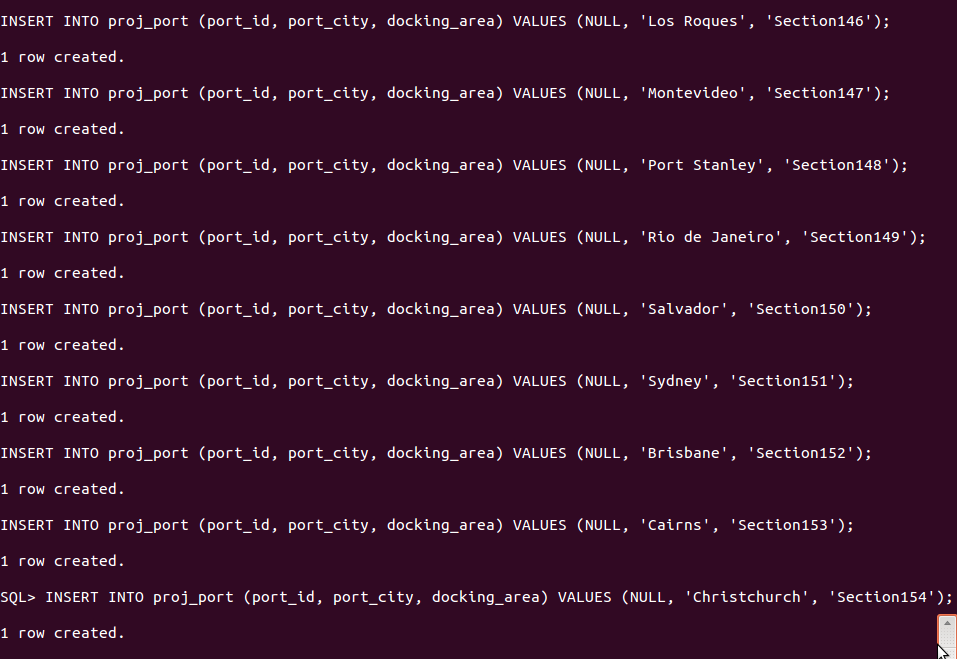 INSERT INTO proj_port (port_id, port_city, docking_area) VALUES (NULL, 'Los Roques', 'Section146');
1 row created.
INSERT INTO proj_port (port_id, port_city, docking_area) VALUES (NULL, 'Montevideo', 'Section147');
1 row created.
INSERT INTO proj_port (port_id, port_city, docking_area) VALUES (NULL, 'Port Stanley', 'Section148');
1 row created.
INSERT INTO proj_port (port_id, port_city, docking_area) VALUES (NULL, 'Rio de Janeiro', 'Section149');
1 row created.
INSERT INTO proj_port (port_id, port_city, docking_area) VALUES (NULL, 'Salvador', 'Section150');
1 row created.
INSERT INTO proj_port (port_id, port_city, docking_area) VALUES (NULL, 'Sydney', 'Section151');
1 row created.
INSERT INTO proj_port (port_id, port_city, docking_area) VALUES (NULL, 'Brisbane', 'Section152');
1 row created.
INSERT INTO proj_port (port_id, port_city, docking_area) VALUES (NULL, 'Cairns', 'Section153');
1 row created.
SQL> INSERT INTO proj_port (port_id, port_city, docking_area) VALUES (NULL, 'Christchurch', 'Section154');
1 row created.